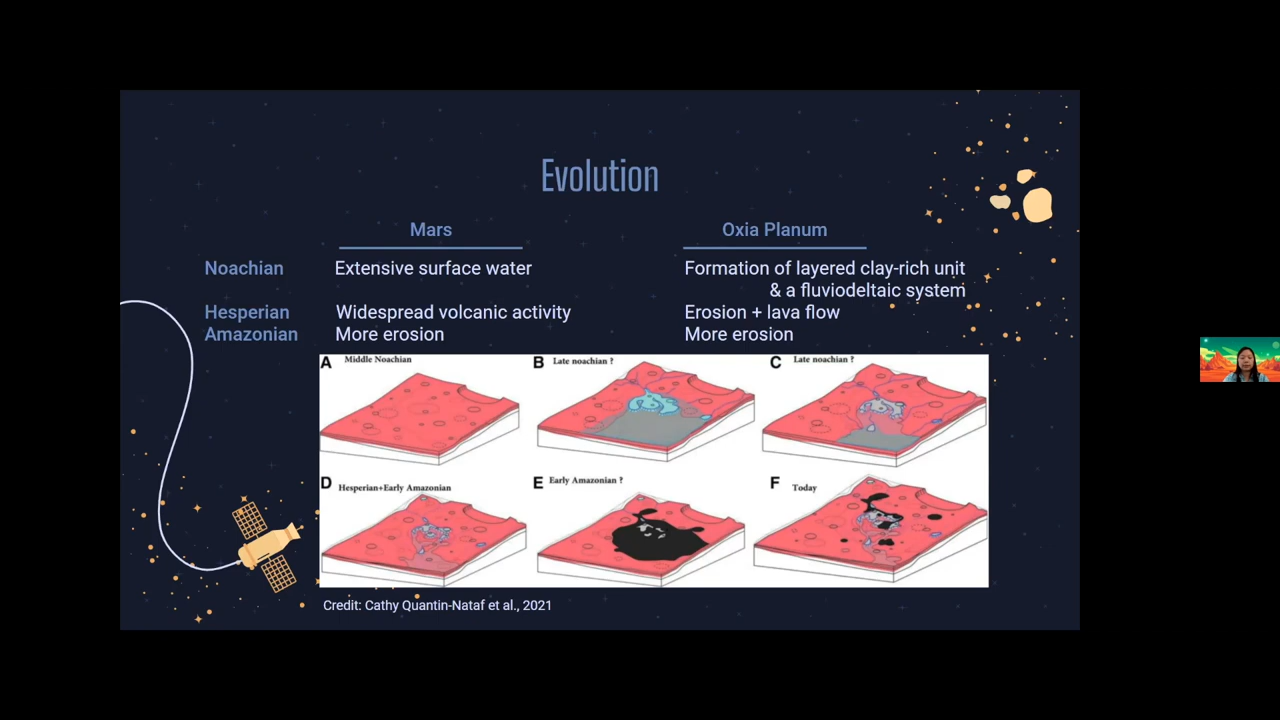 Evolution
Mars
Oxia Planum
Noachian
Extensive surface water
Formation of layered clay-rich unit
& a fluviodeltaic system
Hesperian
Widespread volcanic activity
Erosion + lava flow
Amazonian
More erosion
More erosion
A Middle Noachian
B Late noachian ?
C Late noachian ?
D Hesperian+Early Amazonian
E Early Amazonian ?
F Today
Credit: Cathy Quantin-Nataf et al., 2021